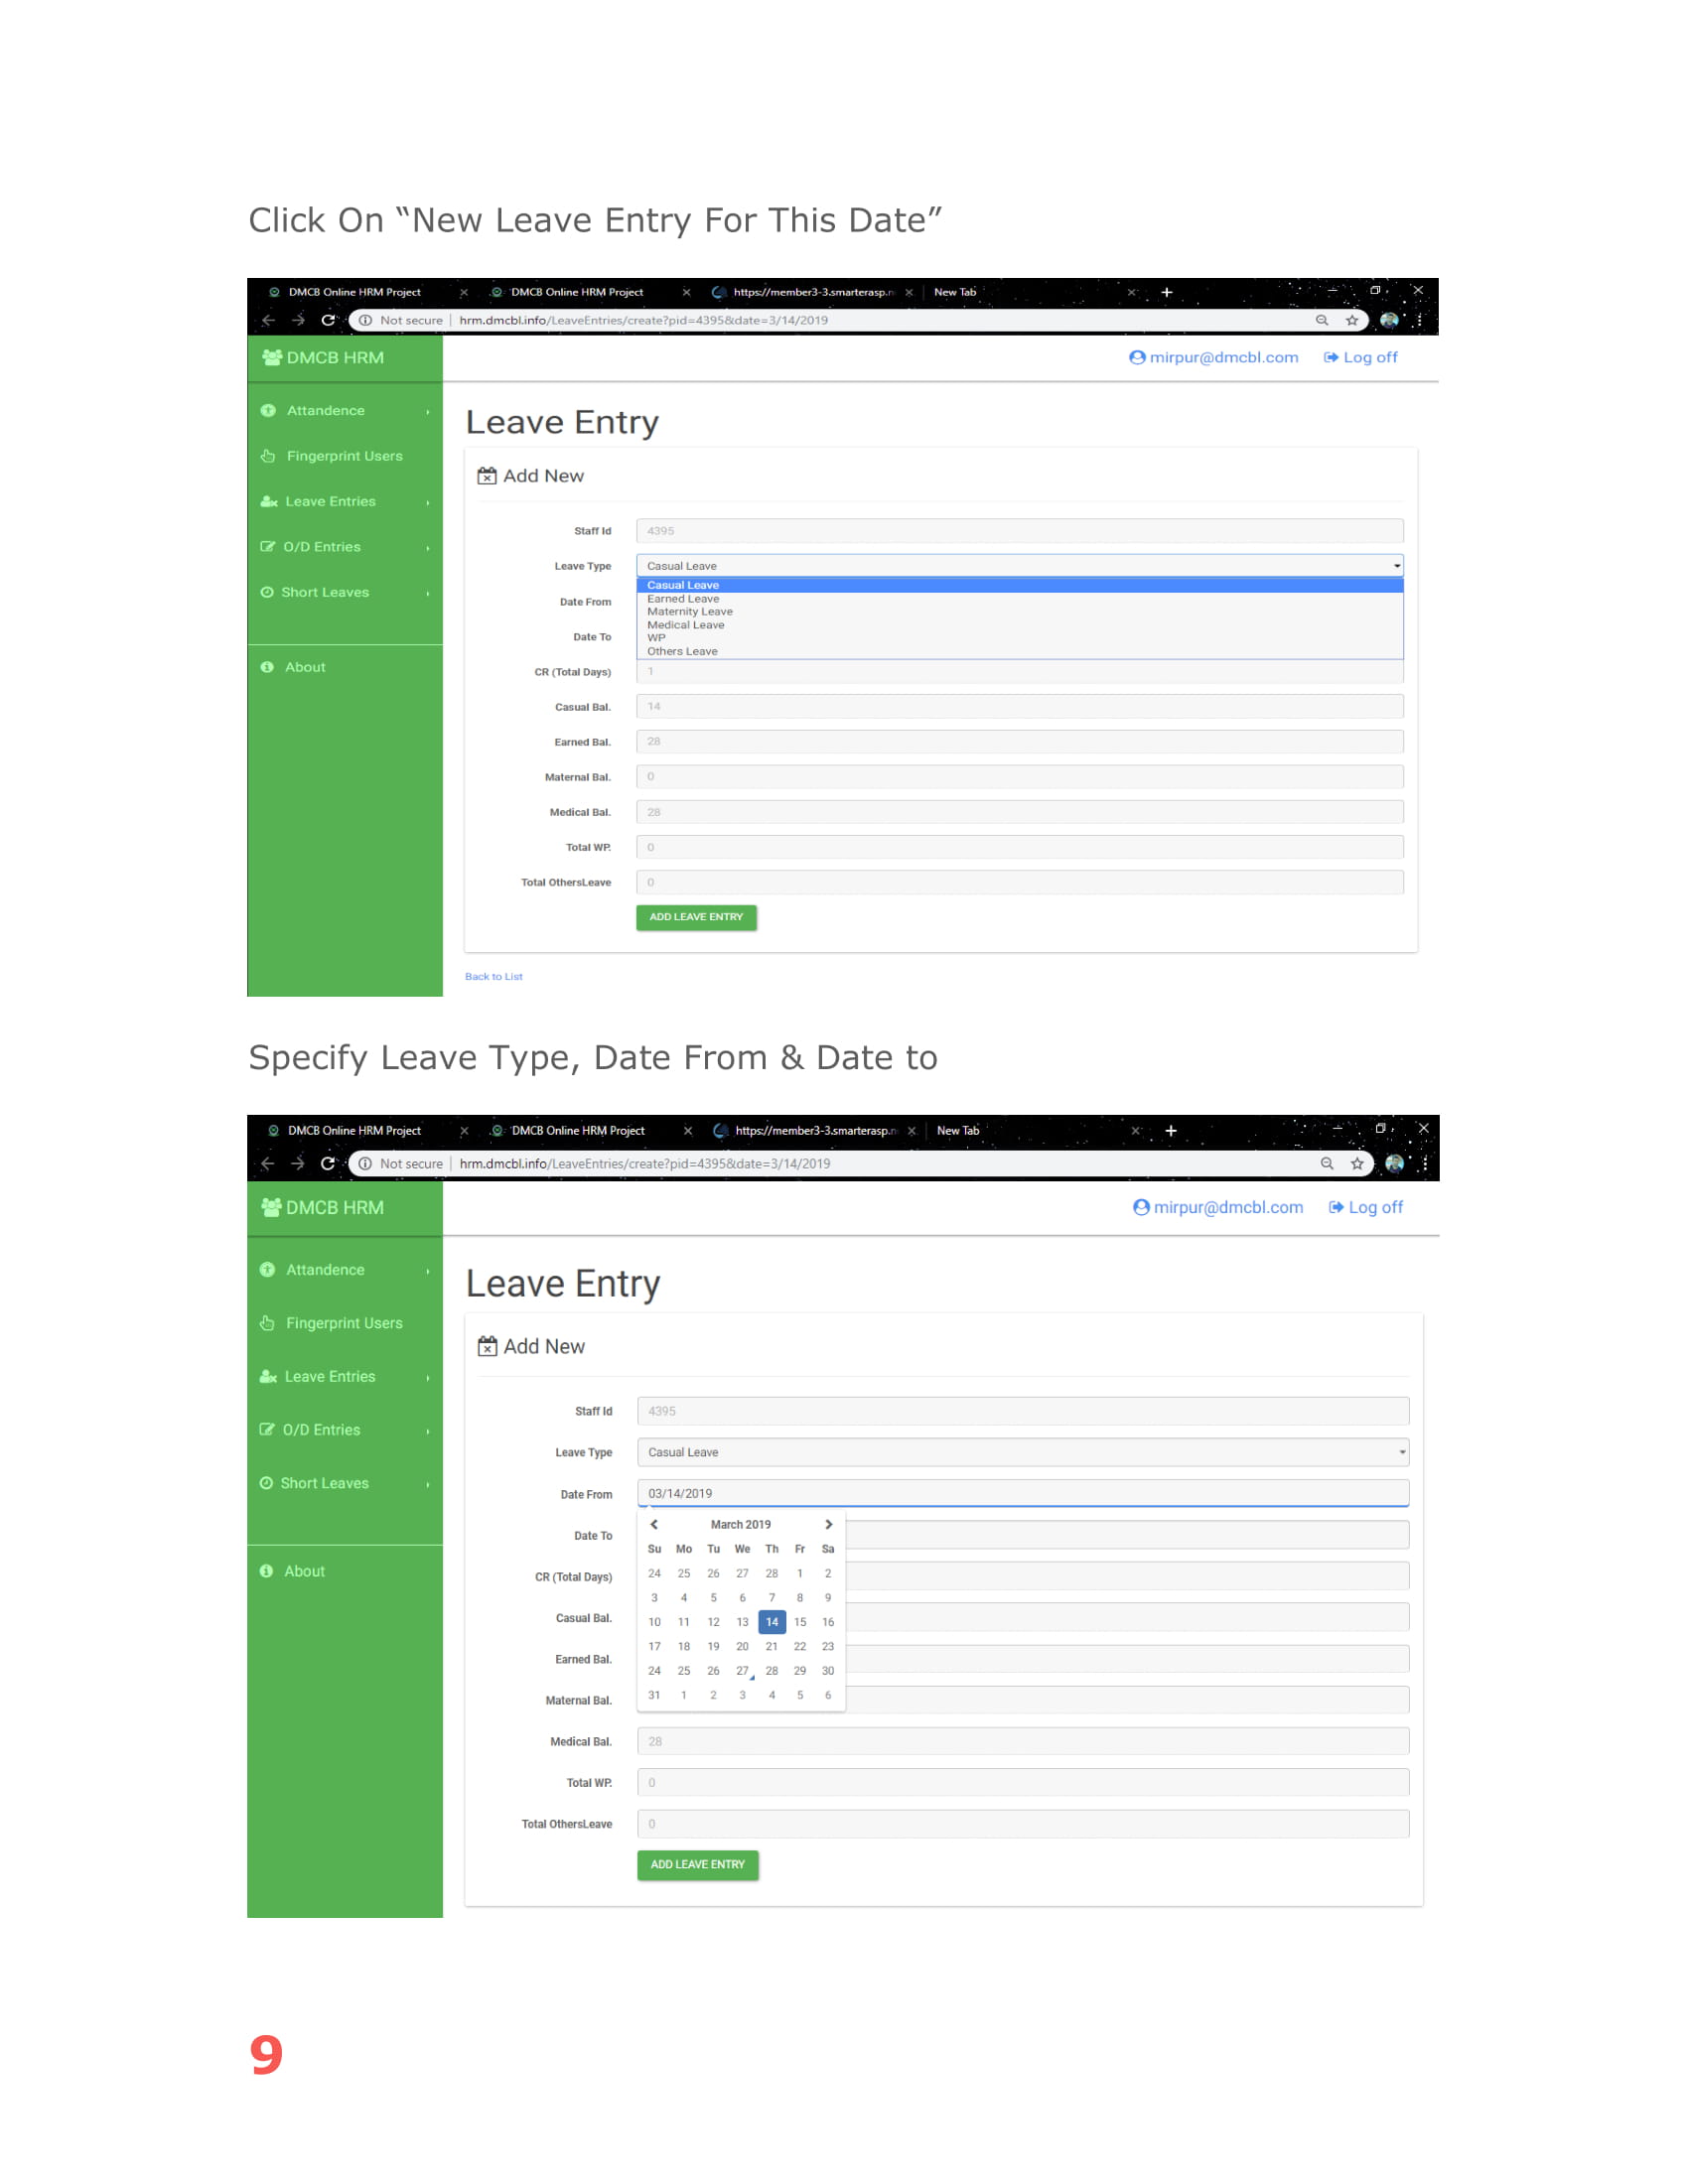 Click On “New Leave Entry For This Date”
DMCB Online HRM Project DMCB Online HRM Project https://member3-3.smarterasp.n New Tab
Not secure hrm.dmcbl.info/LeaveEntries/create?pid=4395&date=3/14/2019
DMCB HRM mirpur@dmcbl.com Log off
Attandence
Fingerprint Users
Leave Entries
O/D Entries
Short Leaves
About
Leave Entry
Add New
Staff Id 4395
Leave Type Casual Leave
Casual Leave
Earned Leave
Maternity Leave
Medical Leave
WP
Others Leave
Date From
Date To
CR (Total Days) 1
Casual Bal. 14
Earned Bal. 28
Maternal Bal. 0
Medical Bal. 28
Total WP. 0
Total OthersLeave 0
ADD LEAVE ENTRY
Back to List
Specify Leave Type, Date From & Date to
DMCB Online HRM Project DMCB Online HRM Project https://member3-3.smarterasp.n New Tab
Not secure hrm.dmcbl.info/LeaveEntries/create?pid=4395&date=3/14/2019
DMCB HRM mirpur@dmcbl.com Log off
Attandence
Fingerprint Users
Leave Entries
O/D Entries
Short Leaves
About
Leave Entry
Add New
Staff Id 4395
Leave Type Casual Leave
Date From 03/14/2019
March 2019
Su Mo Tu We Th Fr Sa
24 25 26 27 28 1 2
3 4 5 6 7 8 9
10 11 12 13 14 15 16
17 18 19 20 21 22 23
24 25 26 27 28 29 30
31 1 2 3 4 5 6
Date To
CR (Total Days)
Casual Bal.
Earned Bal.
Maternal Bal.
Medical Bal. 28
Total WP. 0
Total OthersLeave 0
ADD LEAVE ENTRY
9